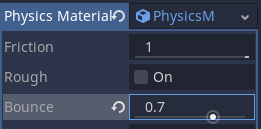 Physics Material PhysicsM
Friction 1
Rough On
Bounce 0.7